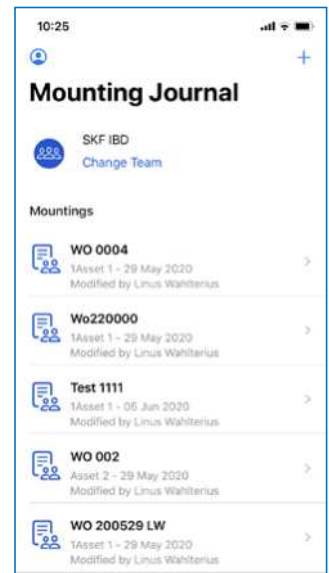 10:25
Mounting Journal
SKF IBD
Change Team
Mountings
WO 0004
1Asset 1 - 29 May 2020
Modified by Linus Wahlterius
Wo220000
1Asset 1 - 29 May 2020
Modified by Linus Wahlterius
Test 1111
1Asset 1 - 05 Jun 2020
Modified by Linus Wahlterius
WO 002
Asset 2 - 29 May 2020
Modified by Linus Wahlterius
WO 200529 LW
1Asset 1 - 29 May 2020
Modified by Linus Wahlterius